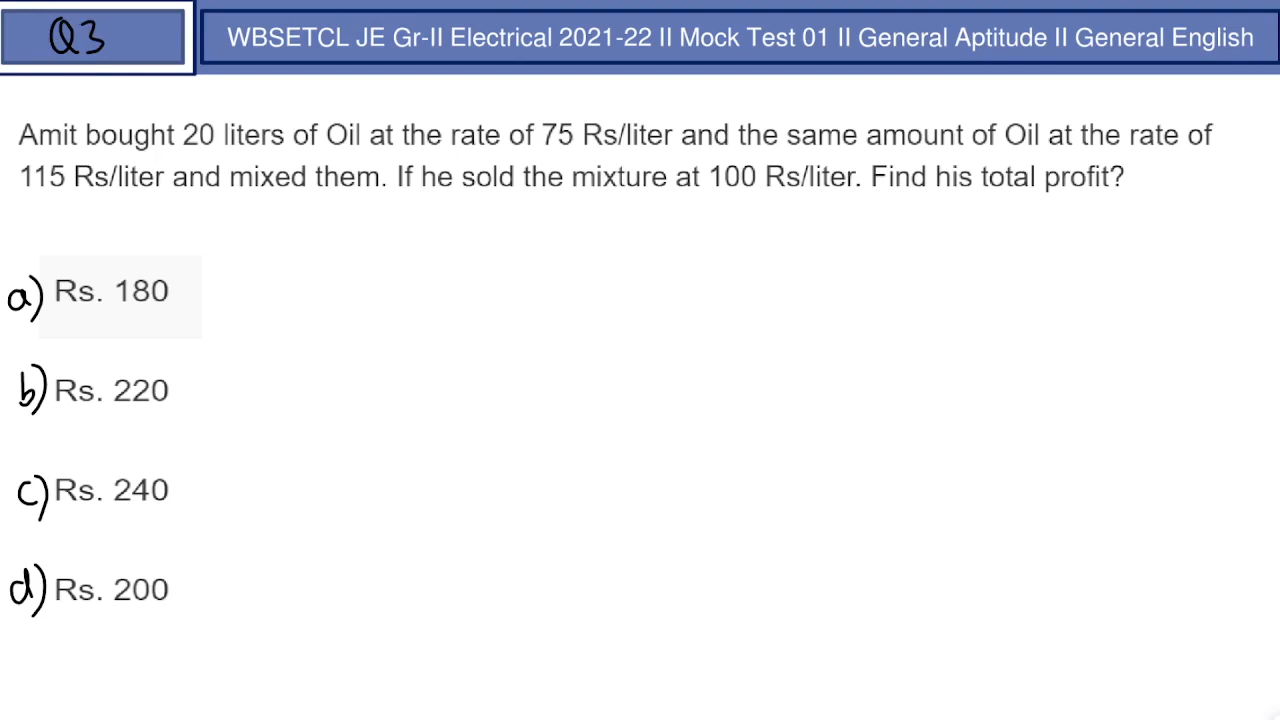 Q3
WBSETCL JE Gr-II Electrical 2021-22 II Mock Test 01 II General Aptitude II General English
Amit bought 20 liters of Oil at the rate of 75 Rs/liter and the same amount of Oil at the rate of
115 Rs/liter and mixed them. If he sold the mixture at 100 Rs/liter. Find his total profit?
a) Rs. 180
b) Rs. 220
c) Rs. 240
d) Rs. 200